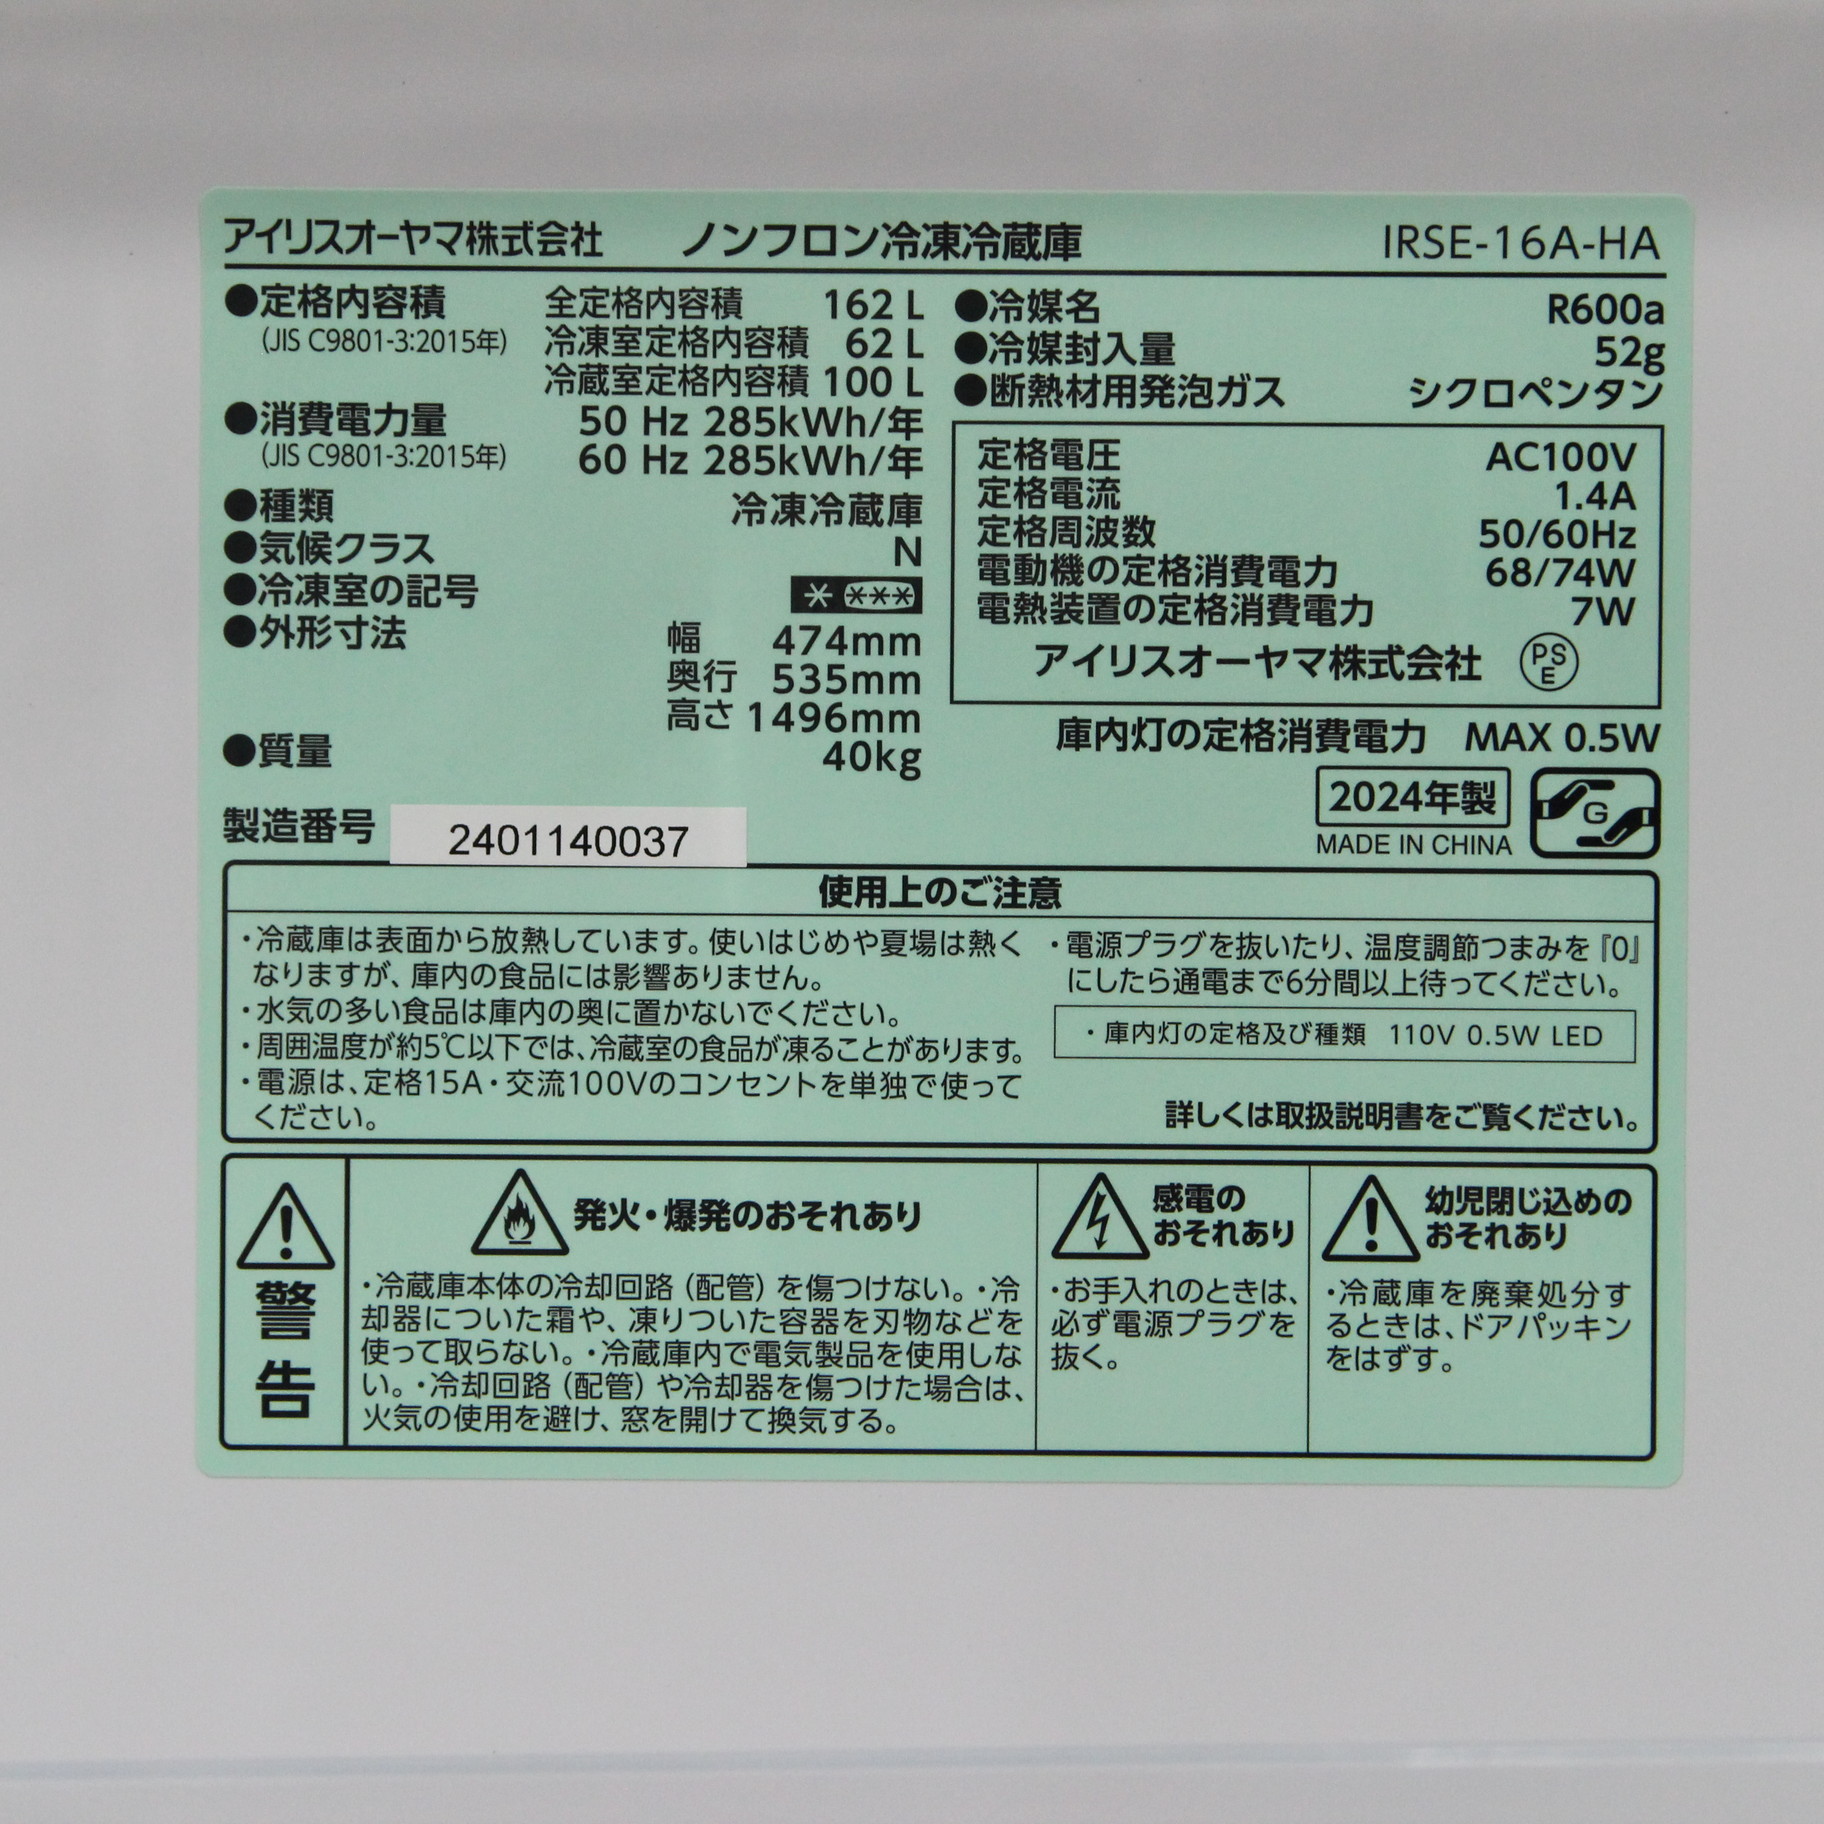 アイリスオーヤマ株式会社 ノンフロン冷凍冷蔵庫 IRSE-16A-HA
●定格内容積 全定格内容積 162 L
(JIS C9801-3:2015年) 冷凍室定格内容積 62 L
冷蔵室定格内容積 100 L
●消費電力量 50 Hz 285kWh/年
(JIS C9801-3:2015年) 60 Hz 285kWh/年
●種類 冷凍冷蔵庫
●気候クラス N
●冷凍室の記号 * ***
●外形寸法 幅 474mm
奥行 535mm
高さ 1496mm
●質量 40kg
製造番号 2401140037
●冷媒名 R600a
●冷媒封入量 52g
●断熱材用発泡ガス シクロペンタン
定格電圧 AC100V
定格電流 1.4A
定格周波数 50/60Hz
電動機の定格消費電力 68/74W
電熱装置の定格消費電力 7W
アイリスオーヤマ株式会社 PSE
庫内灯の定格消費電力 MAX 0.5W
2024年製
MADE IN CHINA
G
使用上のご注意
・冷蔵庫は表面から放熱しています。使いはじめや夏場は熱く
なりますが、庫内の食品には影響ありません。
・水気の多い食品は庫内の奥に置かないでください。
・周囲温度が約5℃以下では、冷蔵室の食品が凍ることがあります。
・電源は、定格15A・交流100Vのコンセントを単独で使って
ください。
・電源プラグを抜いたり、温度調節つまみを『0』
にしたら通電まで6分間以上待ってください。
・庫内灯の定格及び種類 110V 0.5W LED
詳しくは取扱説明書をご覧ください。
警告
発火・爆発のおそれあり
・冷蔵庫本体の冷却回路（配管）を傷つけない。・冷
却器についた霜や、凍りついた容器を刃物などを
使って取らない。・冷蔵庫内で電気製品を使用しな
い。・冷却回路（配管）や冷却器を傷つけた場合は、
火気の使用を避け、窓を開けて換気する。
感電の
おそれあり
・お手入れのときは、
必ず電源プラグを
抜く。
幼児閉じ込めの
おそれあり
・冷蔵庫を廃棄処分す
るときは、ドアパッキン
をはずす。